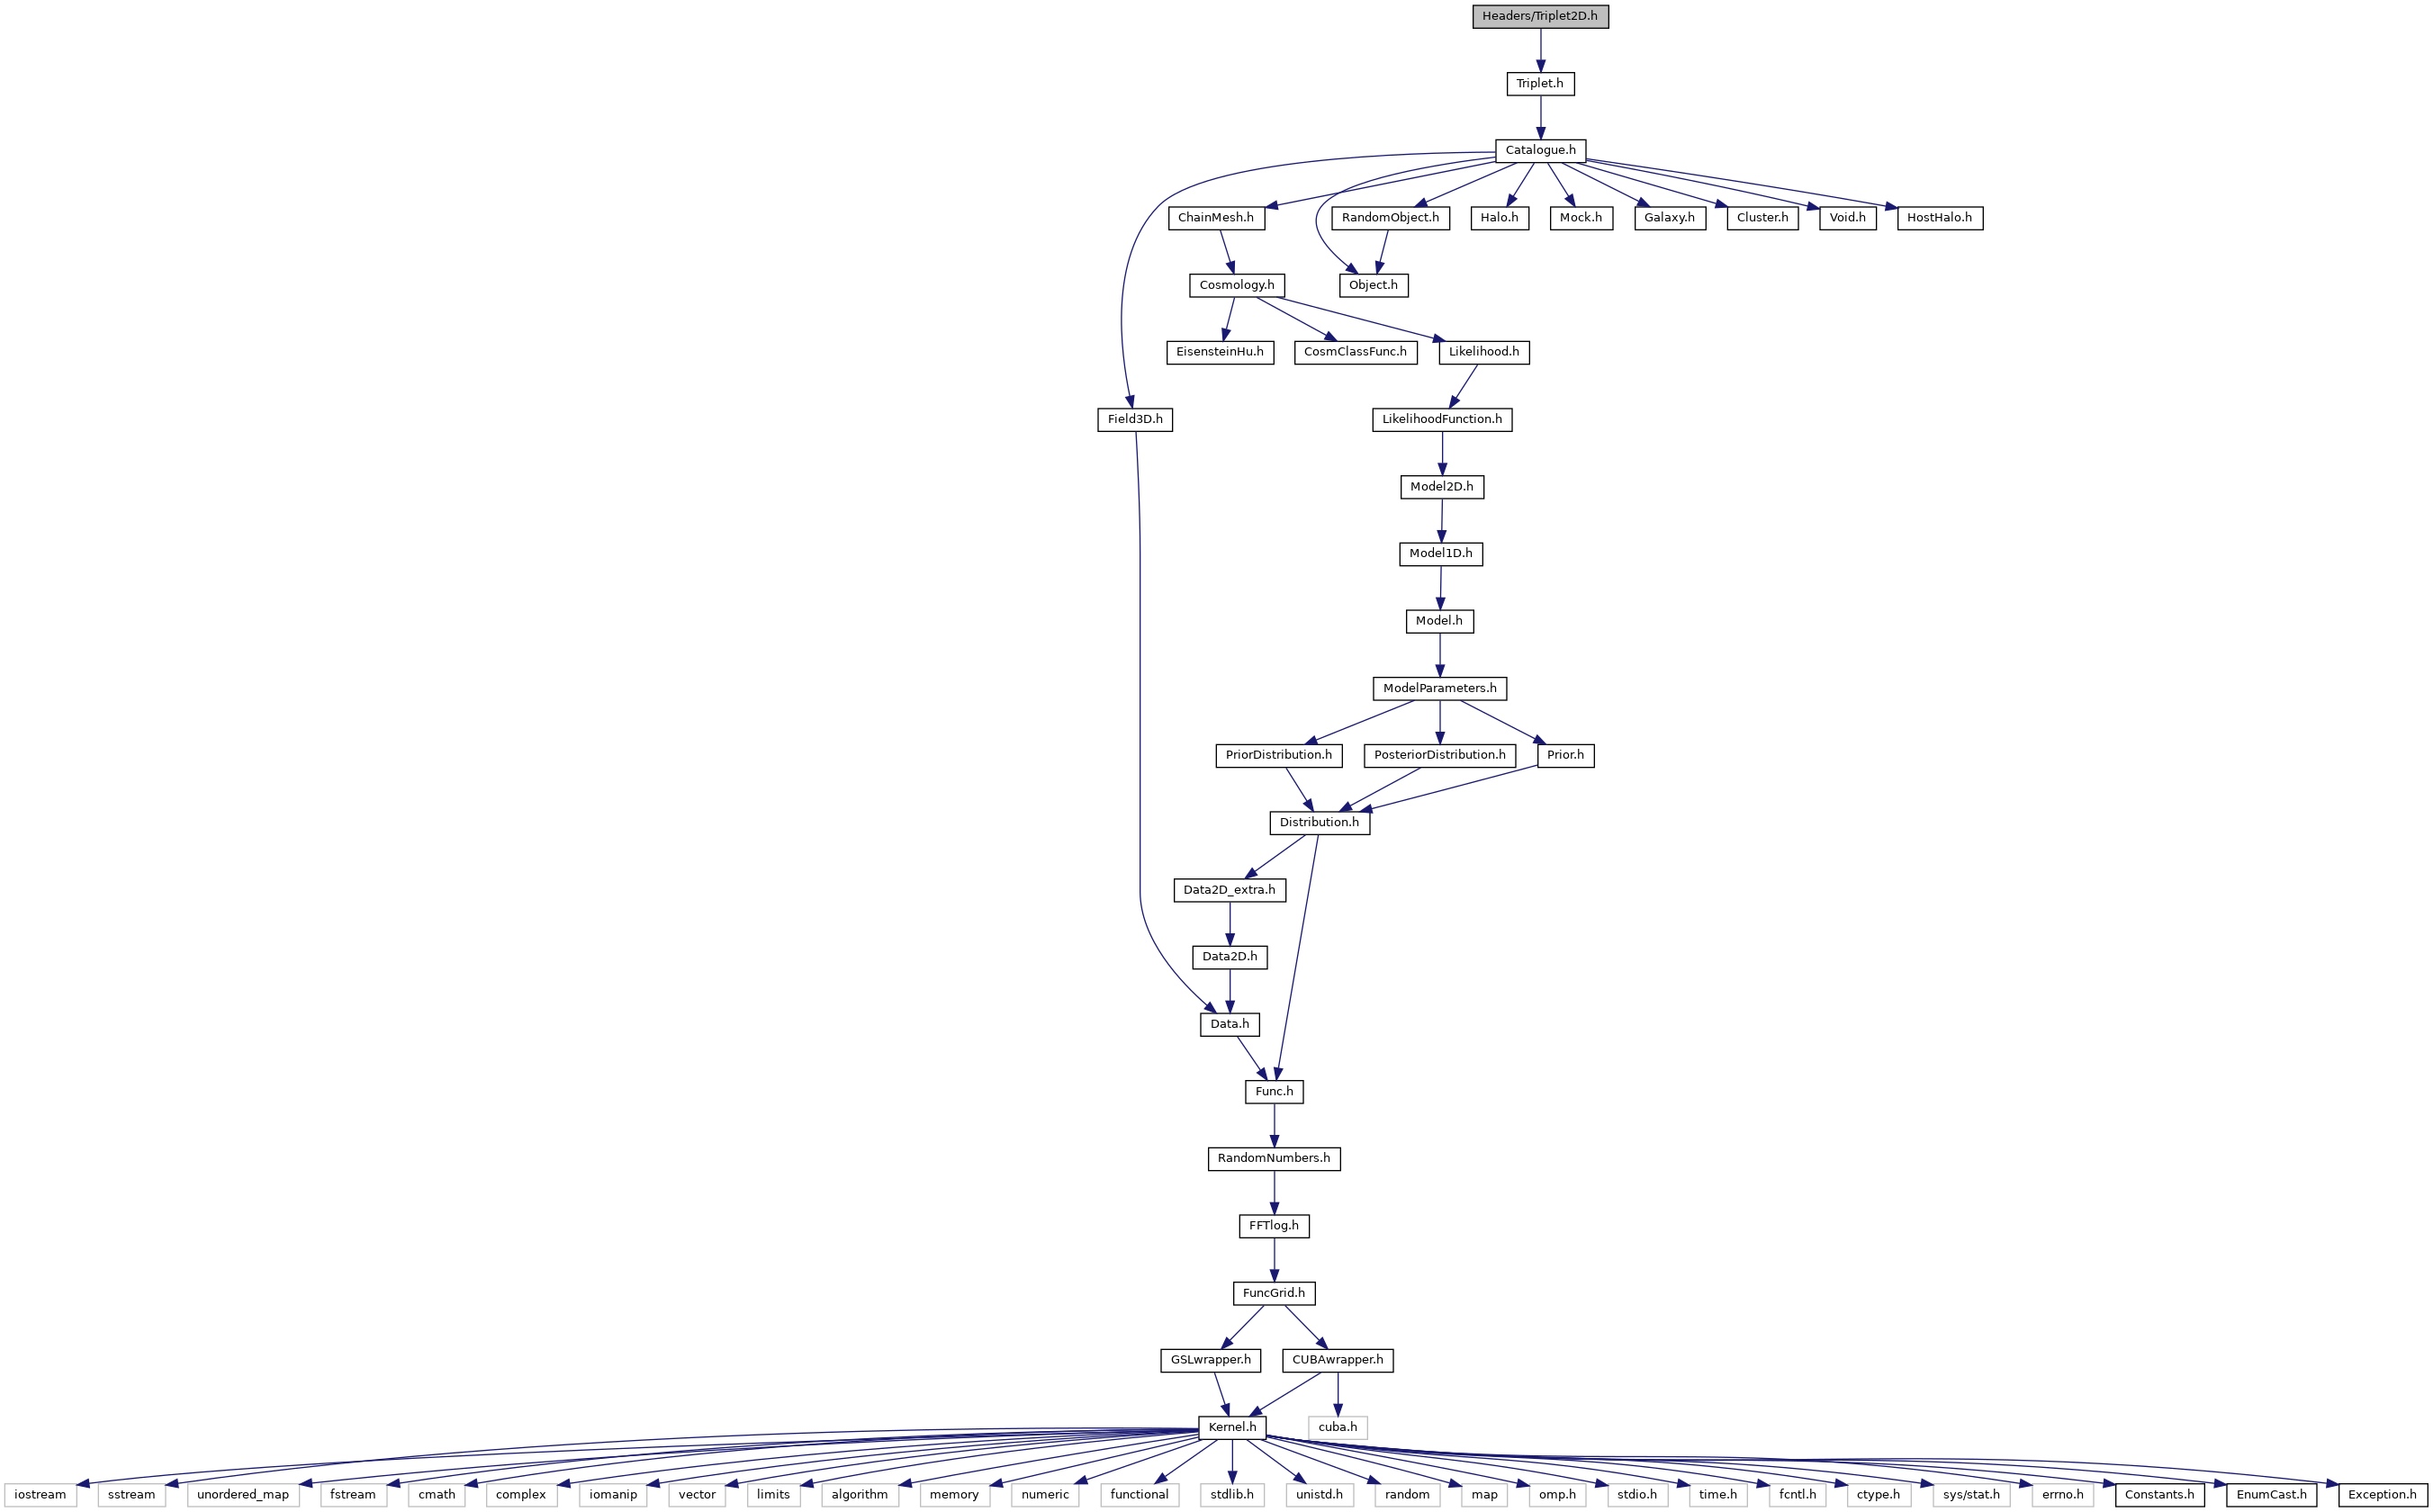 Headers/Triplet2D.h
Triplet.h
Catalogue.h
ChainMesh.h
RandomObject.h
Halo.h
Mock.h
Galaxy.h
Cluster.h
Void.h
HostHalo.h
Cosmology.h
Object.h
EisensteinHu.h
CosmClassFunc.h
Likelihood.h
Field3D.h
LikelihoodFunction.h
Model2D.h
Model1D.h
Model.h
ModelParameters.h
PriorDistribution.h
PosteriorDistribution.h
Prior.h
Distribution.h
Data2D_extra.h
Data2D.h
Data.h
Func.h
RandomNumbers.h
FFTlog.h
FuncGrid.h
GSLwrapper.h
CUBAwrapper.h
Kernel.h
cuba.h
iostream
sstream
unordered_map
fstream
cmath
complex
iomanip
vector
limits
algorithm
memory
numeric
functional
stdlib.h
unistd.h
random
map
omp.h
stdio.h
time.h
fcntl.h
ctype.h
sys/stat.h
errno.h
Constants.h
EnumCast.h
Exception.h